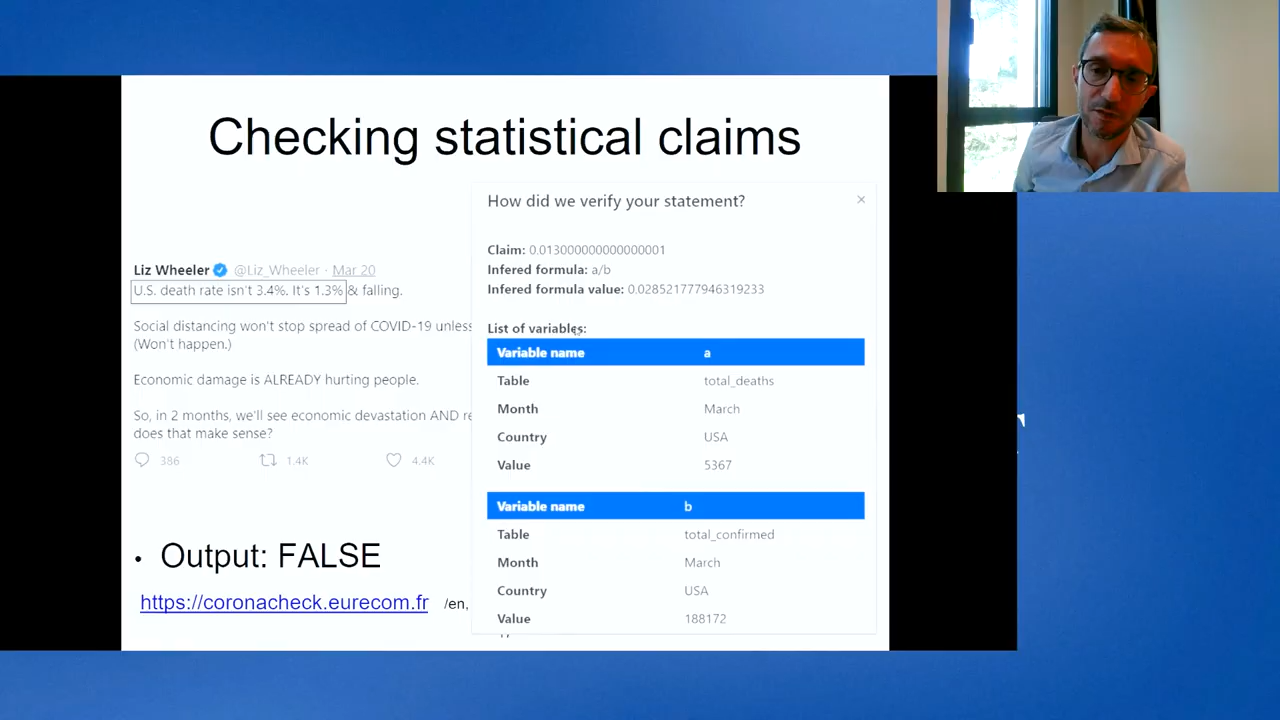 Checking statistical claims
Liz Wheeler @Liz_Wheeler · Mar 20
U.S. death rate isn't 3.4%. It's 1.3% & falling.
Social distancing won't stop spread of COVID-19 unless
(Won't happen.)
Economic damage is ALREADY hurting people.
So, in 2 months, we'll see economic devastation AND re
does that make sense?
386 1.4K 4.4K
• Output: FALSE
https://coronacheck.eurecom.fr /en,
How did we verify your statement? ×
Claim: 0.013000000000000001
Infered formula: a/b
Infered formula value: 0.028521777946319233
List of variables:
Variable name a
Table total_deaths
Month March
Country USA
Value 5367
Variable name b
Table total_confirmed
Month March
Country USA
Value 188172